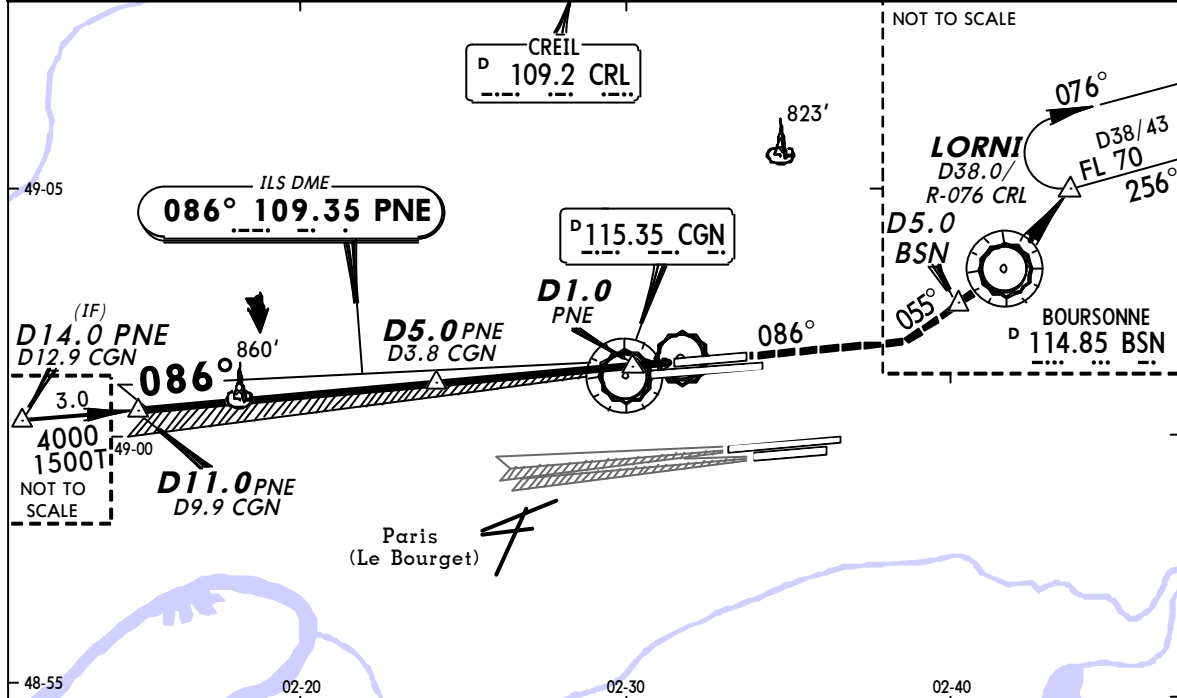 NOT TO SCALE
CREIL
D 109.2 CRL
823'
076°
D38/43
FL 70
256°
LORNI
D38.0/
R-076 CRL
49-05
ILS DME
086° 109.35 PNE
D 115.35 CGN
D5.0
BSN
D1.0
PNE
(IF)
D14.0 PNE
D12.9 CGN
860'
D5.0 PNE
D3.8 CGN
086°
055°
BOURSONNE
D 114.85 BSN
086°
3.0
4000
1500T
49-00
NOT TO
SCALE
D11.0 PNE
D9.9 CGN
Paris
(Le Bourget)
48-55
02-20
02-30
02-40